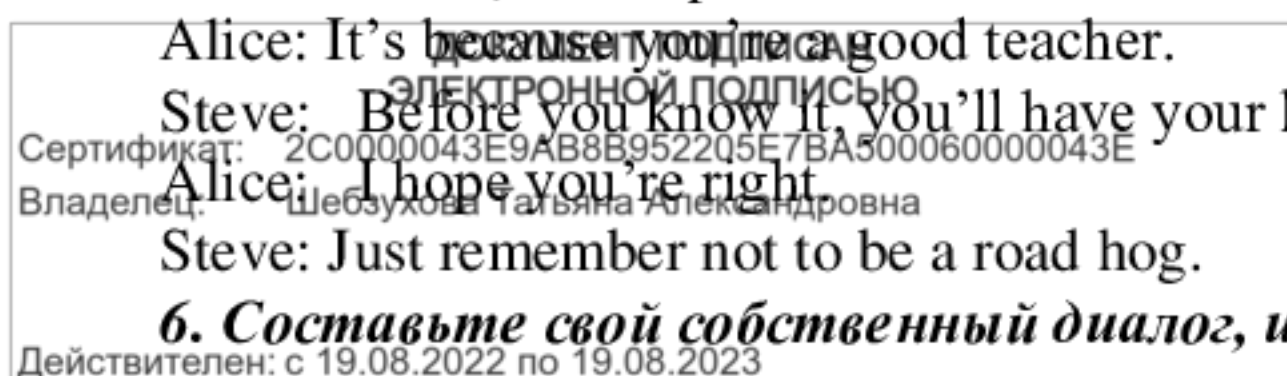 Alice: It’s because you’re a good teacher.
ДОКУМЕНТ ПОДПИСАН
ЭЛЕКТРОННОЙ ПОДПИСЬЮ
Steve: Before you know it, you’ll have your
Сертификат: 2C0000043E9AB8B952205E7BA500060000043E
Alice: I hope you’re right.
Владелец: Шебзухова Татьяна Александровна
Steve: Just remember not to be a road hog.
6. Составьте свой собственный диалог,
Действителен: с 19.08.2022 по 19.08.2023